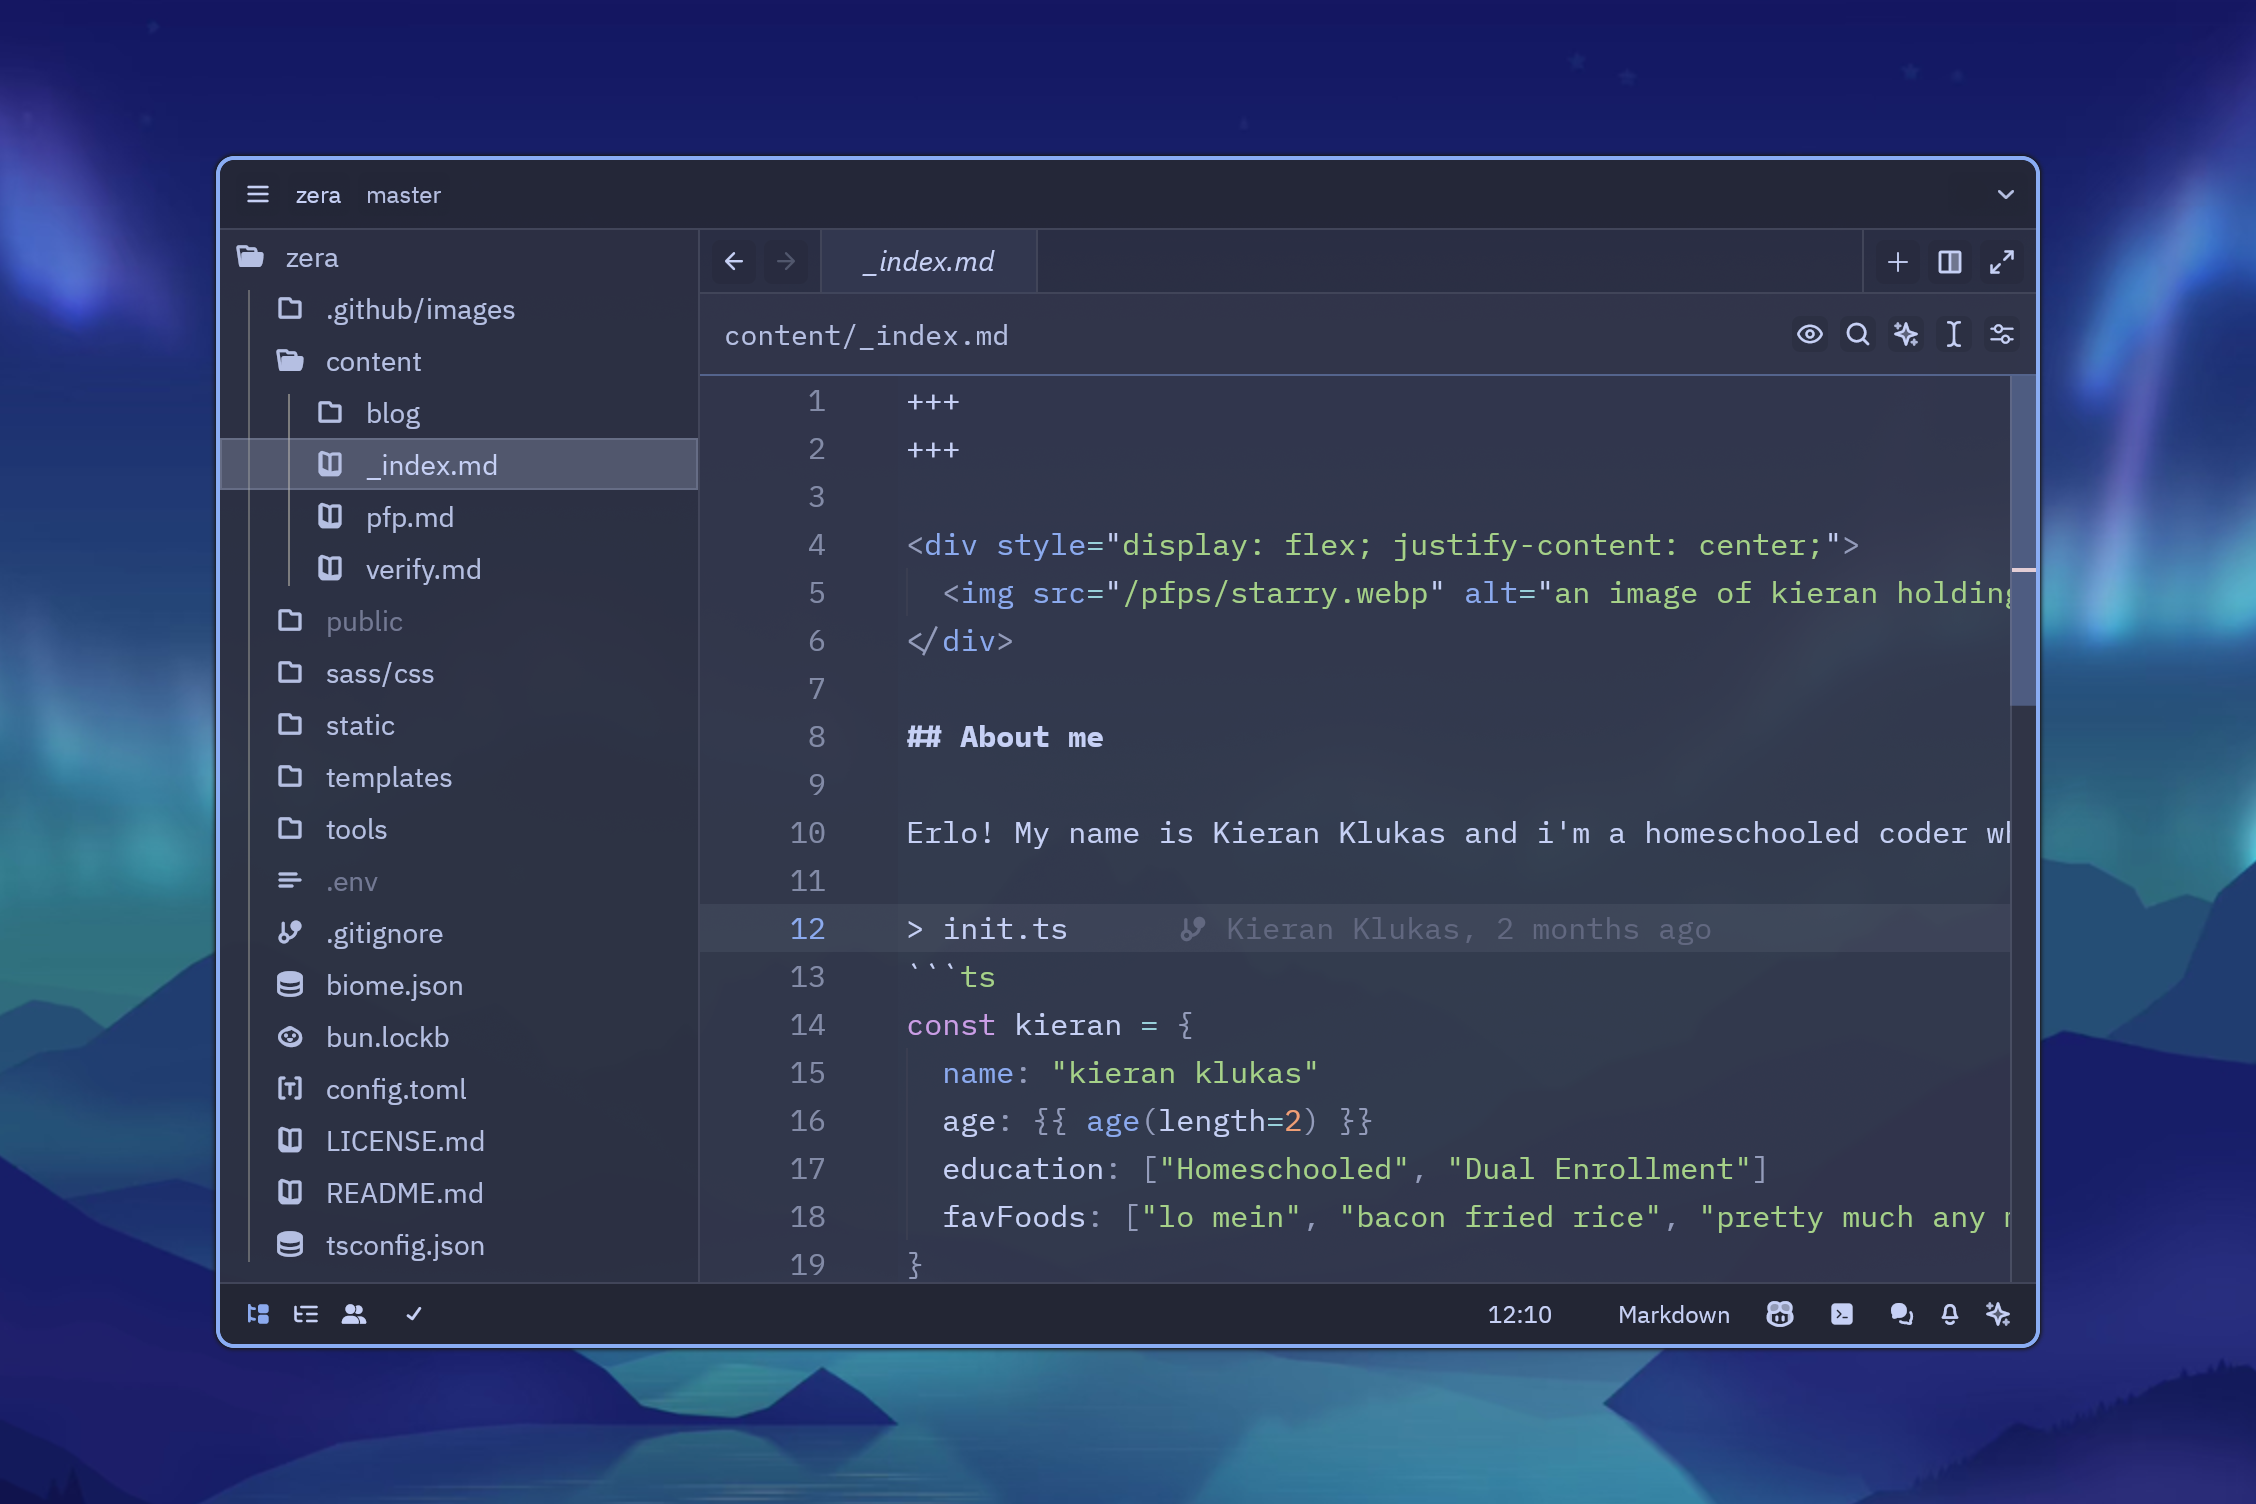 zera master
zera
.github/images
content
blog
_index.md
pfp.md
verify.md
public
sass/css
static
templates
tools
.env
.gitignore
biome.json
bun.lockb
config.toml
LICENSE.md
README.md
tsconfig.json
_index.md
content/_index.md
1 +++
2 +++
3
4 <div style="display: flex; justify-content: center;">
5 <img src="/pfps/starry.webp" alt="an image of kieran holding
6 </div>
7
8 ## About me
9
10 Erlo! My name is Kieran Klukas and i'm a homeschooled coder
11
12 > init.ts Kieran Klukas, 2 months ago
13 ```ts
14 const kieran = {
15 name: "kieran klukas"
16 age: {{ age(length=2) }}
17 education: ["Homeschooled", "Dual Enrollment"]
18 favFoods: ["lo mein", "bacon fried rice", "pretty much any
19 }
12:10 Markdown